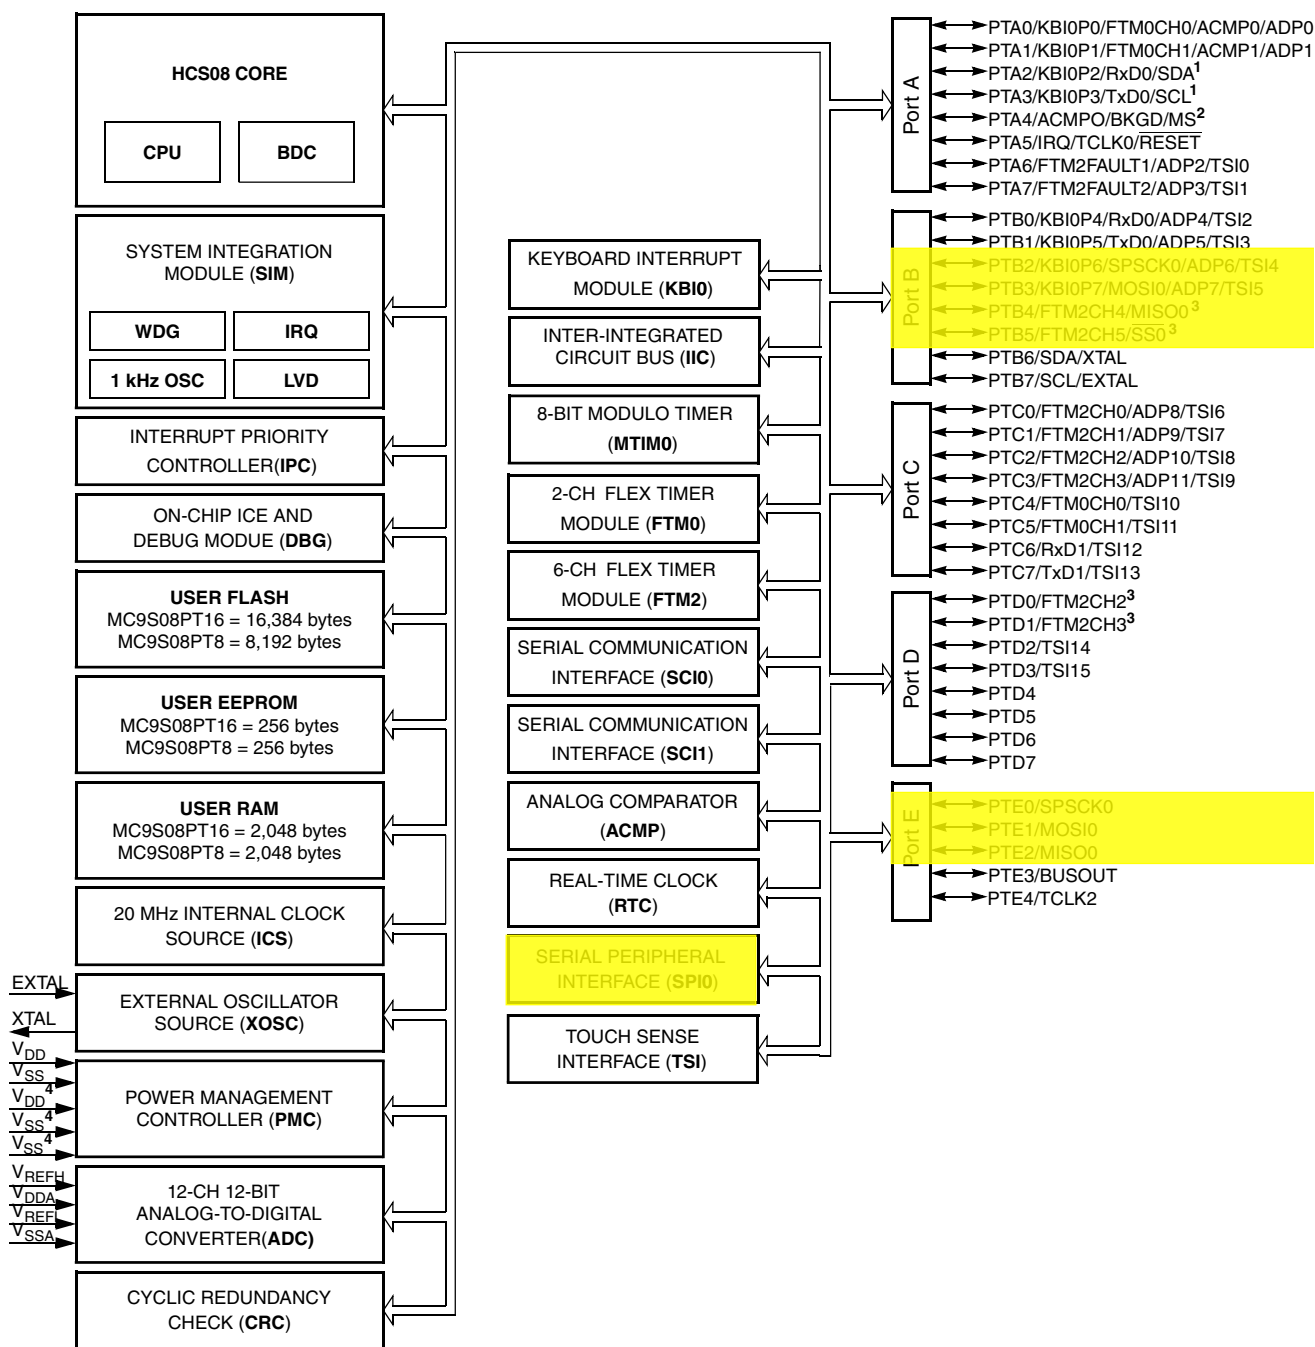 HCS08 CORE
CPU
BDC
SYSTEM INTEGRATION
MODULE (SIM)
WDG
IRQ
1 kHz OSC
LVD
INTERRUPT PRIORITY
CONTROLLER(IPC)
ON-CHIP ICE AND
DEBUG MODUE (DBG)
USER FLASH
MC9S08PT16 = 16,384 bytes
MC9S08PT8 = 8,192 bytes
USER EEPROM
MC9S08PT16 = 256 bytes
MC9S08PT8 = 256 bytes
USER RAM
MC9S08PT16 = 2,048 bytes
MC9S08PT8 = 2,048 bytes
20 MHz INTERNAL CLOCK
SOURCE (ICS)
EXTERNAL OSCILLATOR
SOURCE (XOSC)
POWER MANAGEMENT
CONTROLLER (PMC)
12-CH 12-BIT
ANALOG-TO-DIGITAL
CONVERTER(ADC)
CYCLIC REDUNDANCY
CHECK (CRC)
EXTAL
XTAL
VDD
VSS
VDD4
VSS4
VSS4
VREFH
VDDA
VREFL
VSSA
KEYBOARD INTERRUPT
MODULE (KBI0)
INTER-INTEGRATED
CIRCUIT BUS (IIC)
8-BIT MODULO TIMER
(MTIM0)
2-CH FLEX TIMER
MODULE (FTM0)
6-CH FLEX TIMER
MODULE (FTM2)
SERIAL COMMUNICATION
INTERFACE (SCI0)
SERIAL COMMUNICATION
INTERFACE (SCI1)
ANALOG COMPARATOR
(ACMP)
REAL-TIME CLOCK
(RTC)
SERIAL PERIPHERAL
INTERFACE (SPI0)
TOUCH SENSE
INTERFACE (TSI)
Port A
PTA0/KBI0P0/FTM0CH0/ACMP0/ADP0
PTA1/KBI0P1/FTM0CH1/ACMP1/ADP1
PTA2/KBI0P2/RxD0/SDA1
PTA3/KBI0P3/TxD0/SCL1
PTA4/ACMPO/BKGD/MS2
PTA5/IRQ/TCLK0/RESET
PTA6/FTM2FAULT1/ADP2/TSI0
PTA7/FTM2FAULT2/ADP3/TSI1
Port B
PTB0/KBI0P4/RxD0/ADP4/TSI2
PTB1/KBI0P5/TxD0/ADP5/TSI3
PTB2/KBI0P6/SPSCK0/ADP6/TSI4
PTB3/KBI0P7/MOSI0/ADP7/TSI5
PTB4/FTM2CH4/MISO0 3
PTB5/FTM2CH5/SS0 3
PTB6/SDA/XTAL
PTB7/SCL/EXTAL
Port C
PTC0/FTM2CH0/ADP8/TSI6
PTC1/FTM2CH1/ADP9/TSI7
PTC2/FTM2CH2/ADP10/TSI8
PTC3/FTM2CH3/ADP11/TSI9
PTC4/FTM0CH0/TSI10
PTC5/FTM0CH1/TSI11
PTC6/RxD1/TSI12
PTC7/TxD1/TSI13
Port D
PTD0/FTM2CH23
PTD1/FTM2CH33
PTD2/TSI14
PTD3/TSI15
PTD4
PTD5
PTD6
PTD7
Port E
PTE0/SPSCK0
PTE1/MOSI0
PTE2/MISO0
PTE3/BUSOUT
PTE4/TCLK2